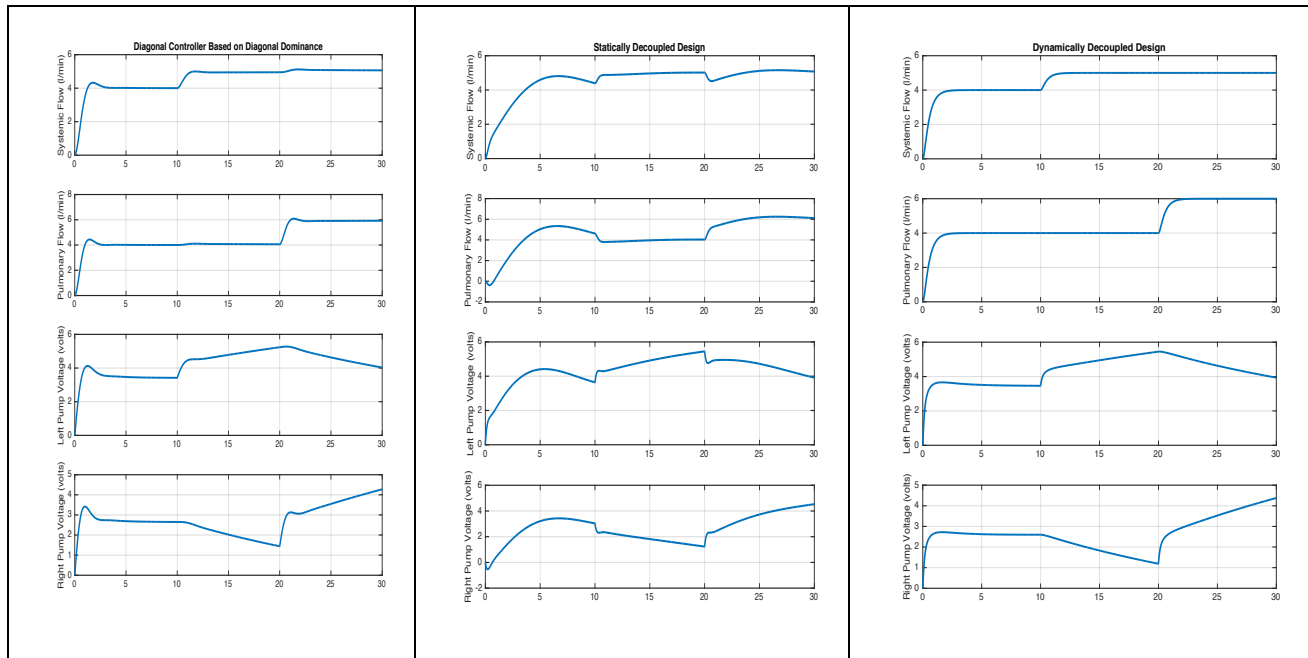 Diagonal Controller Based on Diagonal Dominance
Systemic Flow (l/min)
6
4
2
0
0 5 10 15 20 25 30
Pulmonary Flow (l/min)
8
6
4
2
0
0 5 10 15 20 25 30
Left Pump Voltage (volts)
6
4
2
0
0 5 10 15 20 25 30
Right Pump Voltage (volts)
5
4
3
2
1
0
0 5 10 15 20 25 30
Statically Decoupled Design
Systemic Flow (l/min)
6
4
2
0
0 5 10 15 20 25 30
Pulmonary Flow (l/min)
8
6
4
2
0
-2
0 5 10 15 20 25 30
Left Pump Voltage (volts)
6
4
2
0
0 5 10 15 20 25 30
Right Pump Voltage (volts)
6
4
2
0
-2
0 5 10 15 20 25 30
Dynamically Decoupled Design
Systemic Flow (l/min)
6
4
2
0
0 5 10 15 20 25 30
Pulmonary Flow (l/min)
6
4
2
0
0 5 10 15 20 25 30
Left Pump Voltage (volts)
6
4
2
0
0 5 10 15 20 25 30
Right Pump Voltage (volts)
5
4
3
2
1
0
0 5 10 15 20 25 30